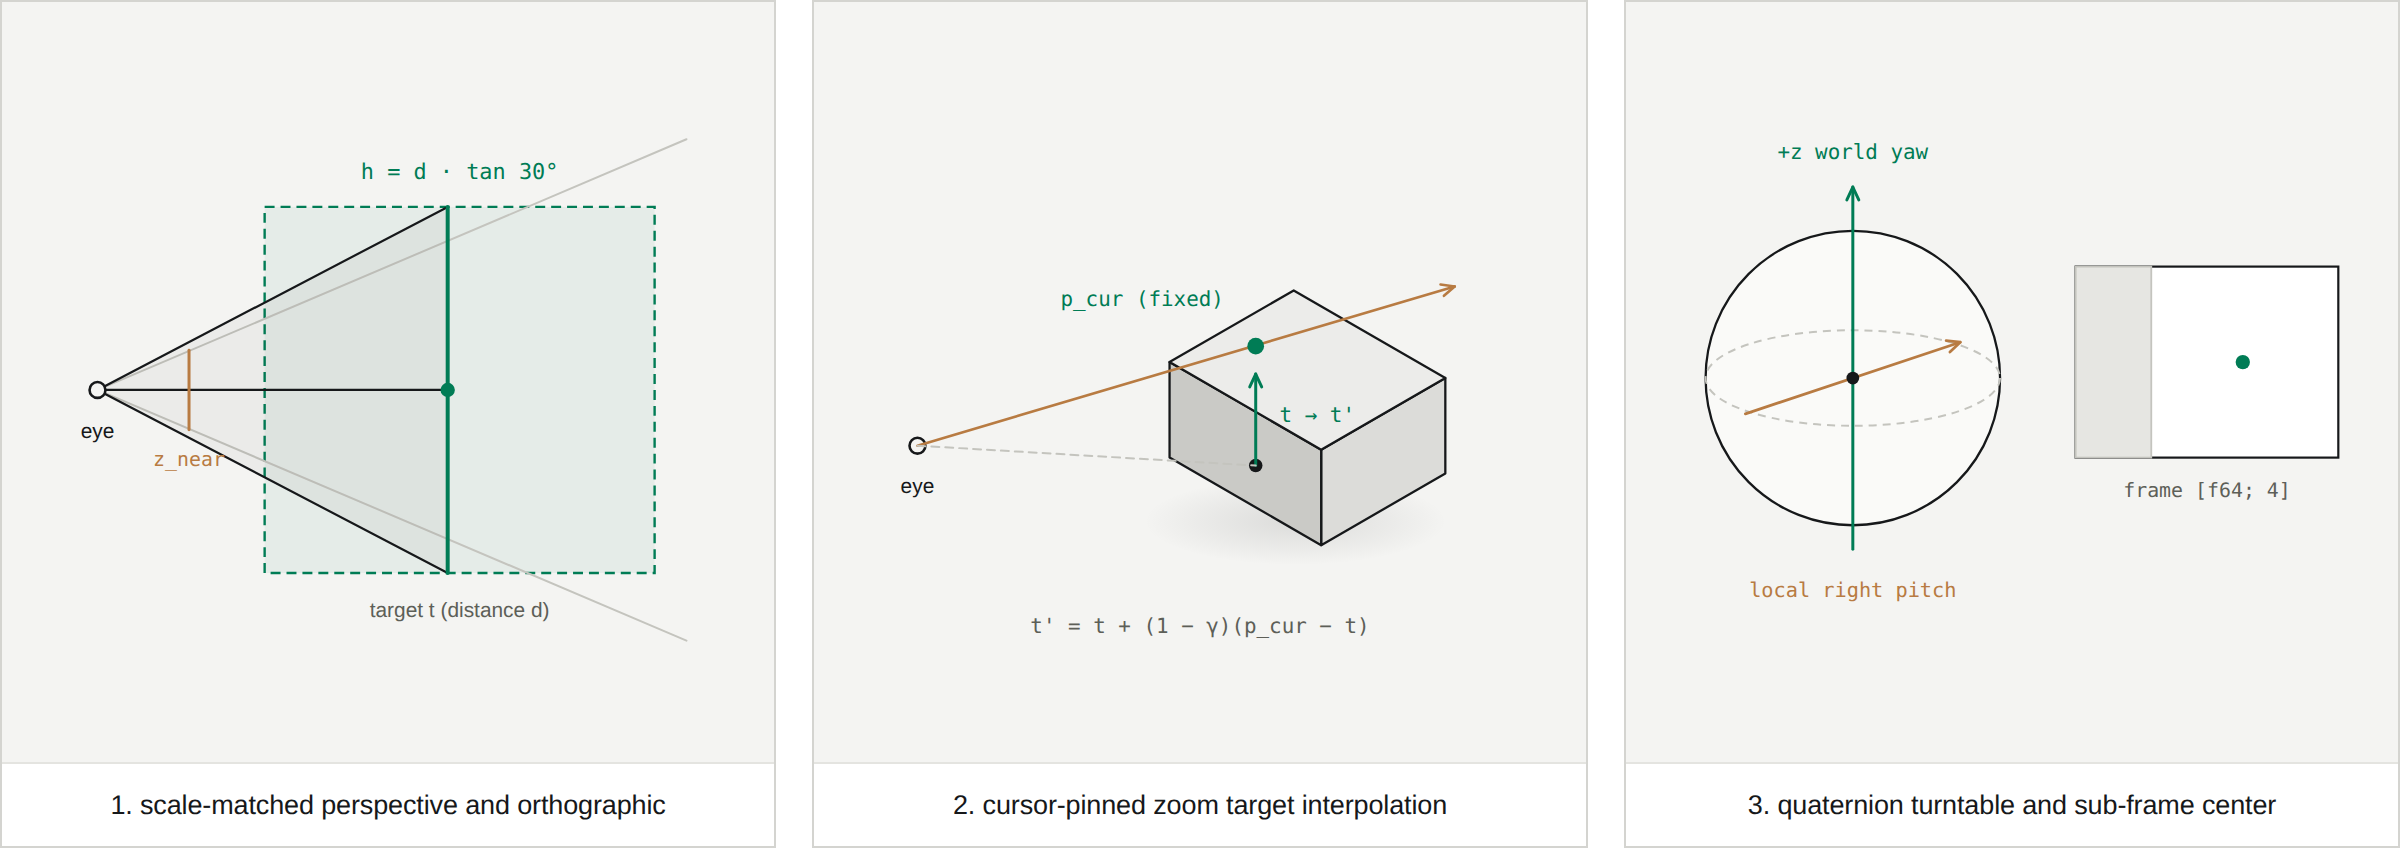 h = d · tan 30°
eye
z_near
target t (distance d)
1. scale-matched perspective and orthographic
p_cur (fixed)
t → t'
eye
t' = t + (1 − γ)(p_cur − t)
2. cursor-pinned zoom target interpolation
+z world yaw
frame [f64; 4]
local right pitch
3. quaternion turntable and sub-frame center